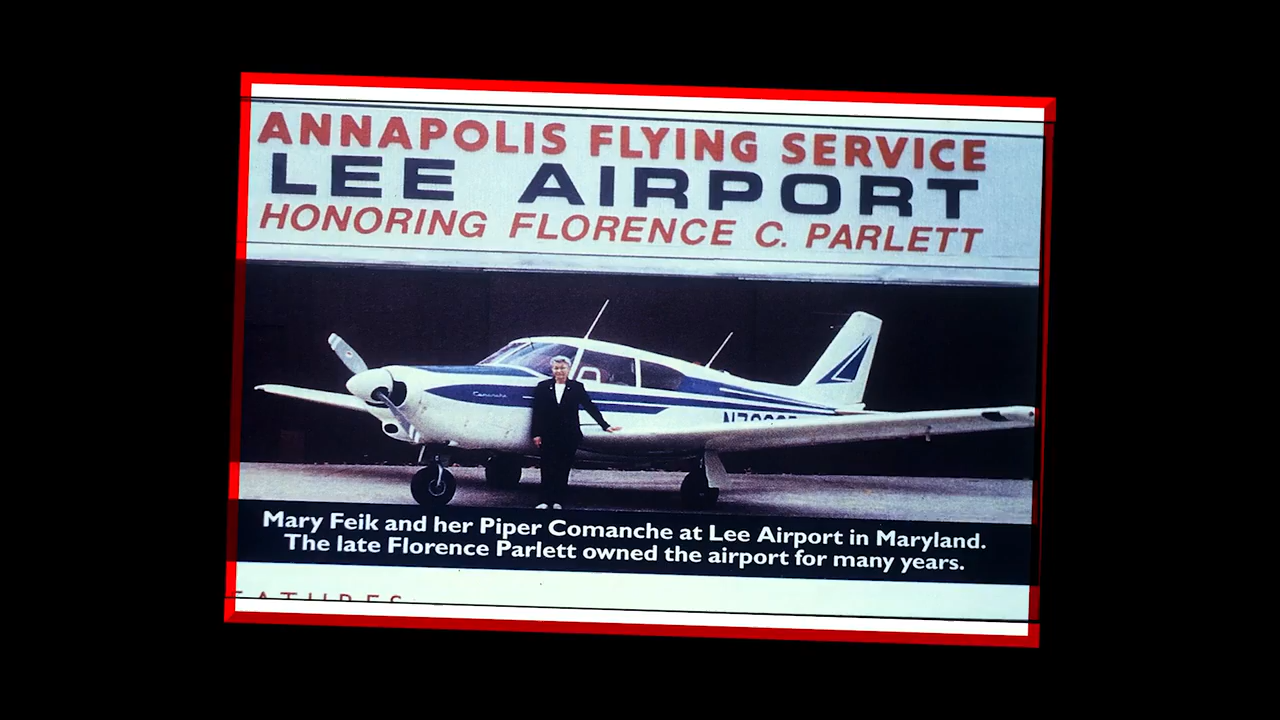 ANNAPOLIS FLYING SERVICE
LEE AIRPORT
HONORING FLORENCE C. PARLETT
Comanche
Mary Feik and her Piper Comanche at Lee Airport in Maryland.
The late Florence Parlett owned the airport for many years.